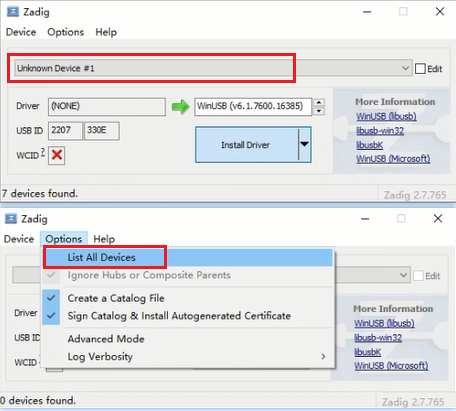 Zadig
Device Options Help
Unknown Device #1 Edit
Driver (NONE) WinUSB (v6.1.7600.16385) More Information
WinUSB (libusb)
USB ID 2207 330E libusb-win32
Install Driver libusbK
WCID ? WinUSB (Microsoft)
7 devices found. Zadig 2.7.765
Zadig
Device Options Help
List All Devices
Edit
Ignore Hubs or Composite Parents
Create a Catalog File
Driver More Information
Sign Catalog & Install Autogenerated Certificate
WinUSB (libusb)
USB ID libusb-win32
Advanced Mode
libusbK
Log Verbosity
WCID WinUSB (Microsoft)
0 devices found. Zadig 2.7.765